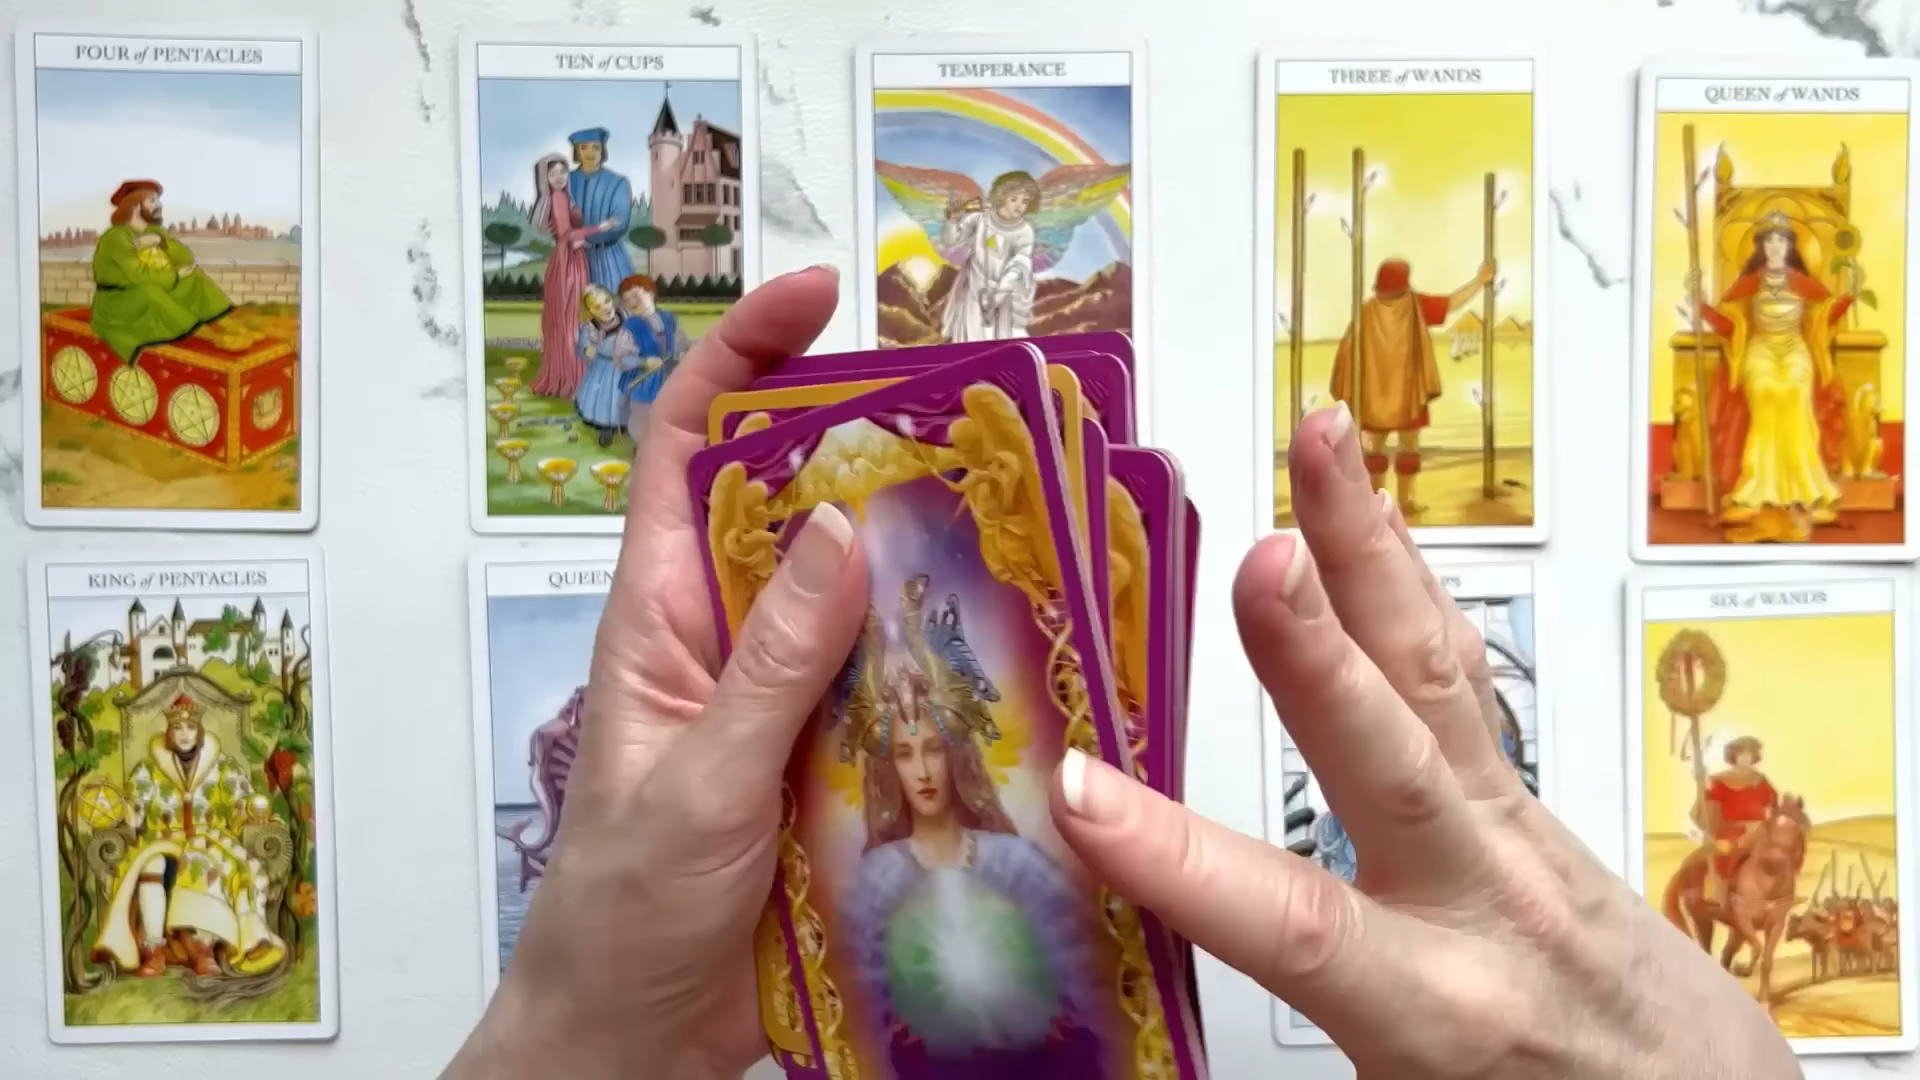 FOUR of PENTACLES
TEN of CUPS
TEMPERANCE
THREE of WANDS
QUEEN of WANDS
KING of PENTACLES
QUEEN
SIX of WANDS